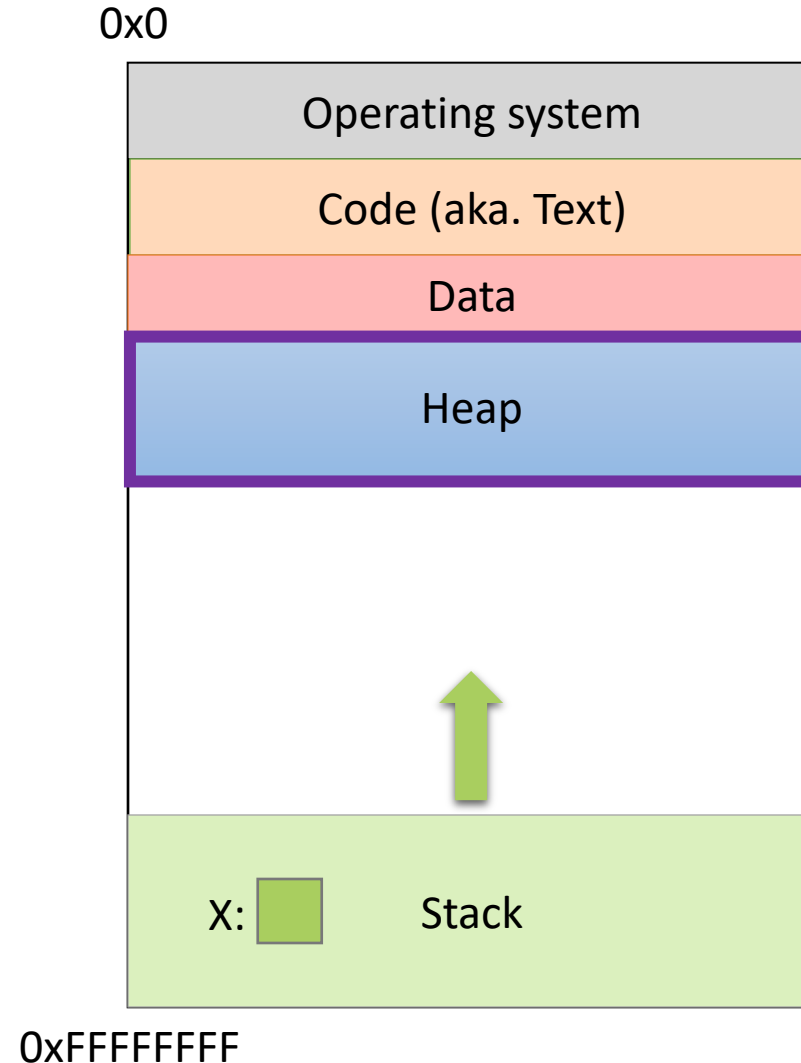 0x0
Operating system
Code (aka. Text)
Data
Heap
X: Stack
0xFFFFFFFF